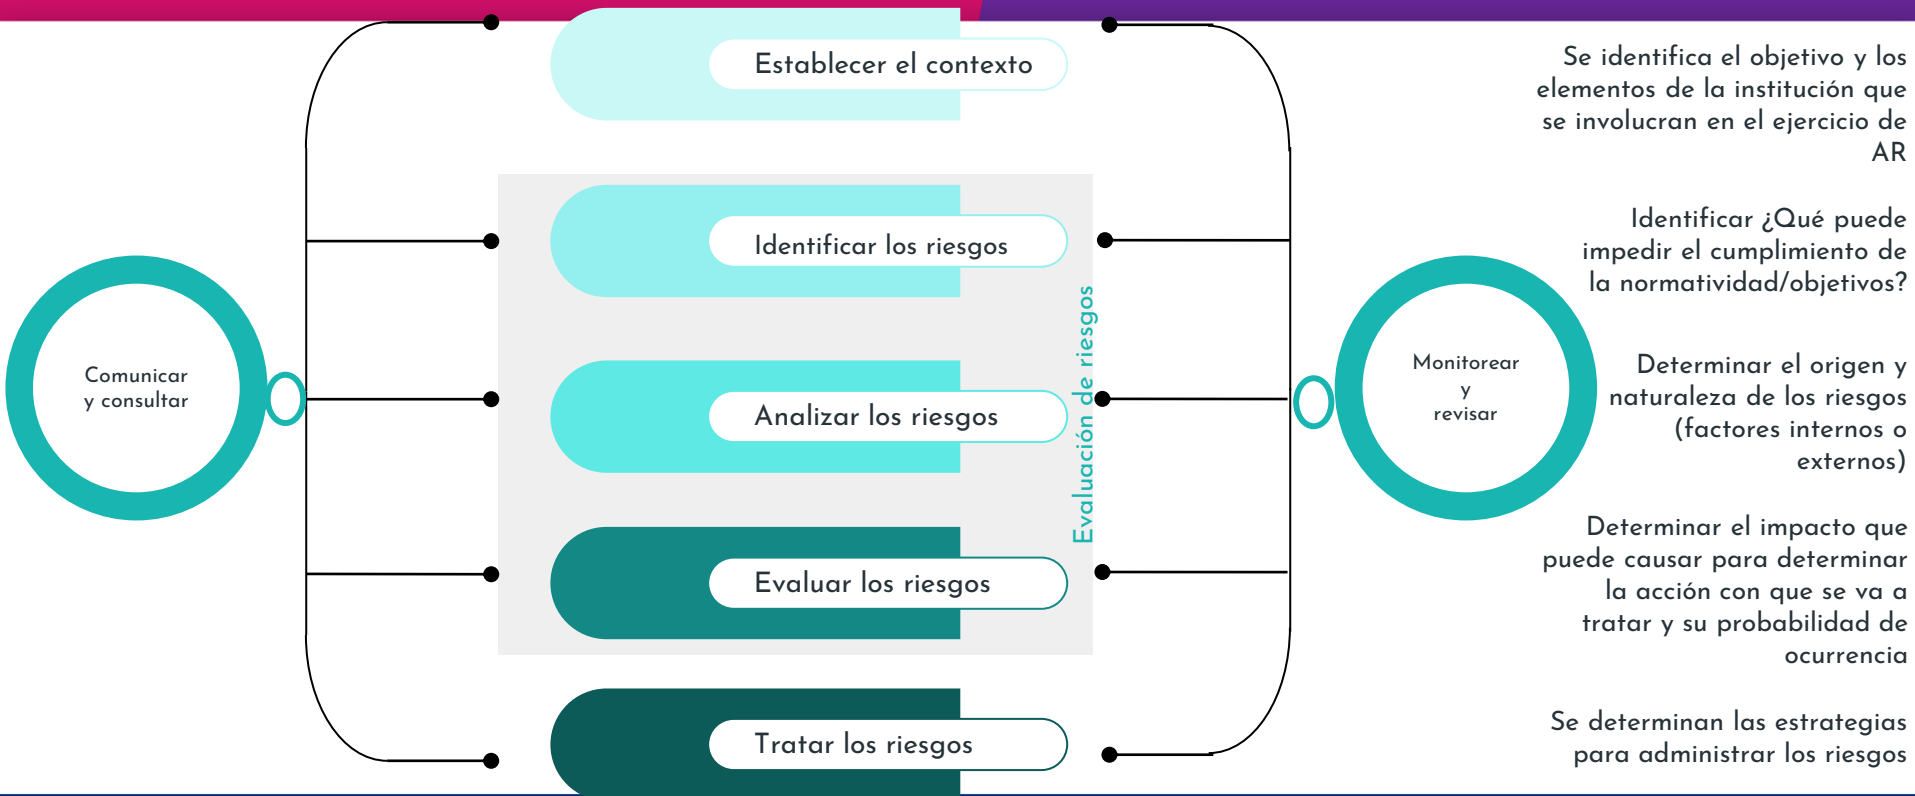 Comunicar
y consultar
Establecer el contexto
Identificar los riesgos
Analizar los riesgos
Evaluar los riesgos
Tratar los riesgos
Evaluación de riesgos
Monitorear
y
revisar
Se identifica el objetivo y los
elementos de la institución que
se involucran en el ejercicio de
AR
Identificar ¿Qué puede
impedir el cumplimiento de
la normatividad/objetivos?
Determinar el origen y
naturaleza de los riesgos
(factores internos o
externos)
Determinar el impacto que
puede causar para determinar
la acción con que se va a
tratar y su probabilidad de
ocurrencia
Se determinan las estrategias
para administrar los riesgos